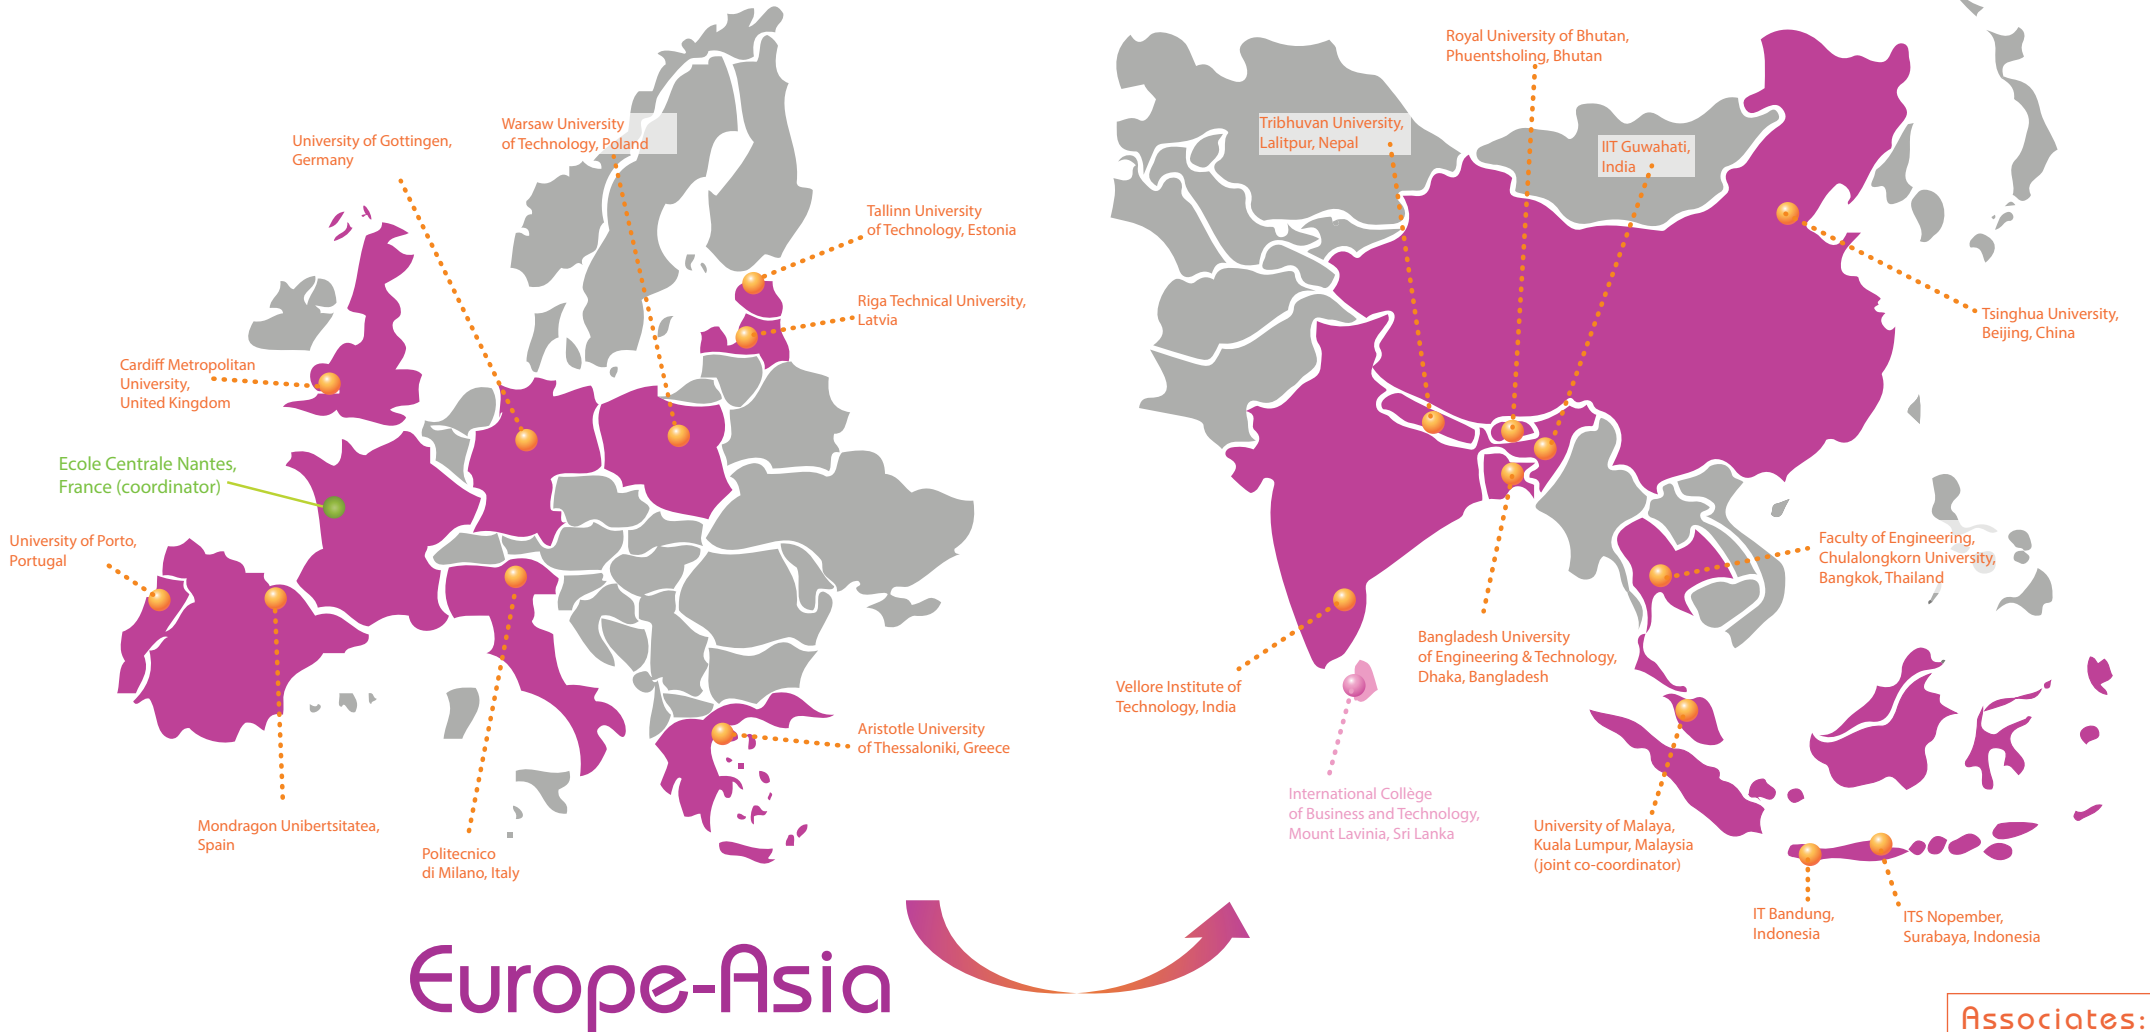 University of Gottingen,
Germany
Warsaw University
of Technology, Poland
Tallinn University
of Technology, Estonia
Riga Technical University,
Latvia
Cardiff Metropolitan
University,
United Kingdom
Ecole Centrale Nantes,
France (coordinator)
University of Porto,
Portugal
Aristotle University
of Thessaloniki, Greece
Mondragon Unibertsitatea,
Spain
Politecnico
di Milano, Italy
Royal University of Bhutan,
Phuentsholing, Bhutan
Tribhuvan University,
Lalitpur, Nepal
IIT Guwahati,
India
Tsinghua University,
Beijing, China
Faculty of Engineering,
Chulalongkorn University,
Bangkok, Thailand
Bangladesh University
of Engineering & Technology,
Dhaka, Bangladesh
Vellore Institute of
Technology, India
International Collège
of Business and Technology,
Mount Lavinia, Sri Lanka
University of Malaya,
Kuala Lumpur, Malaysia
(joint co-coordinator)
IT Bandung,
Indonesia
ITS Nopember,
Surabaya, Indonesia
Europe-Asia
Associates: